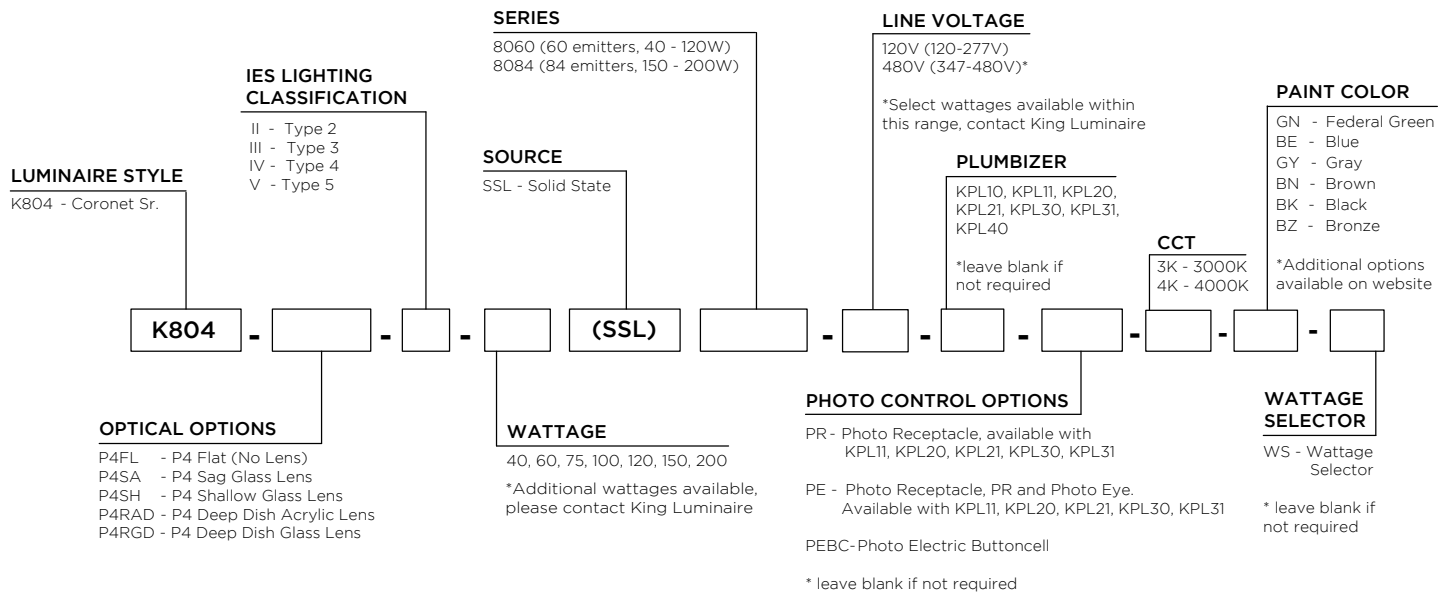 LUMINAIRE STYLE
K804 - Coronet Sr.
IES LIGHTING
CLASSIFICATION
II - Type 2
III - Type 3
IV - Type 4
V - Type 5
SERIES
8060 (60 emitters, 40 - 120W)
8084 (84 emitters, 150 - 200W)
SOURCE
SSL - Solid State
LINE VOLTAGE
120V (120-277V)
480V (347-480V)*
*Select wattages available within
this range, contact King Luminaire
PLUMBIZER
KPL10, KPL11, KPL20,
KPL21, KPL30, KPL31,
KPL40
*leave blank if
not required
CCT
3K - 3000K
4K - 4000K
PAINT COLOR
GN - Federal Green
BE - Blue
GY - Gray
BN - Brown
BK - Black
BZ - Bronze
*Additional options
available on website
K804 - - - (SSL) - - - - - -
OPTICAL OPTIONS
P4FL - P4 Flat (No Lens)
P4SA - P4 Sag Glass Lens
P4SH - P4 Shallow Glass Lens
P4RAD - P4 Deep Dish Acrylic Lens
P4RGD - P4 Deep Dish Glass Lens
WATTAGE
40, 60, 75, 100, 120, 150, 200
*Additional wattages available,
please contact King Luminaire
PHOTO CONTROL OPTIONS
PR - Photo Receptacle, available with
KPL11, KPL20, KPL21, KPL30, KPL31
PE - Photo Receptacle, PR and Photo Eye.
Available with KPL11, KPL20, KPL21, KPL30, KPL31
PEBC-Photo Electric Buttoncell
* leave blank if not required
WATTAGE
SELECTOR
WS - Wattage
Selector
* leave blank if
not required